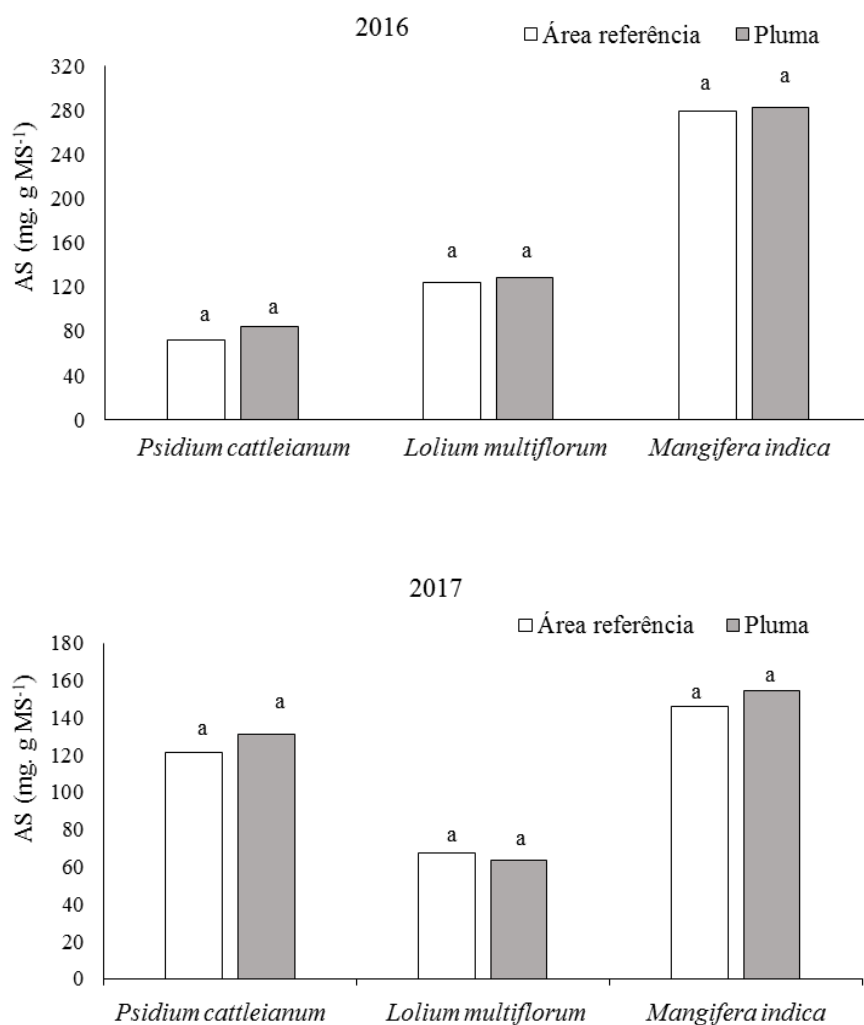 2016
Área referência Pluma
320
280
240
200
160
120
80
40
0
AS (mg. g MS⁻¹)
a a a a a a
Psidium cattleianum Lolium multiflorum Mangifera indica
2017
Área referência Pluma
180
160
140
120
100
80
60
40
20
0
AS (mg. g MS⁻¹)
a a a a a a
Psidium cattleianum Lolium multiflorum Mangifera indica